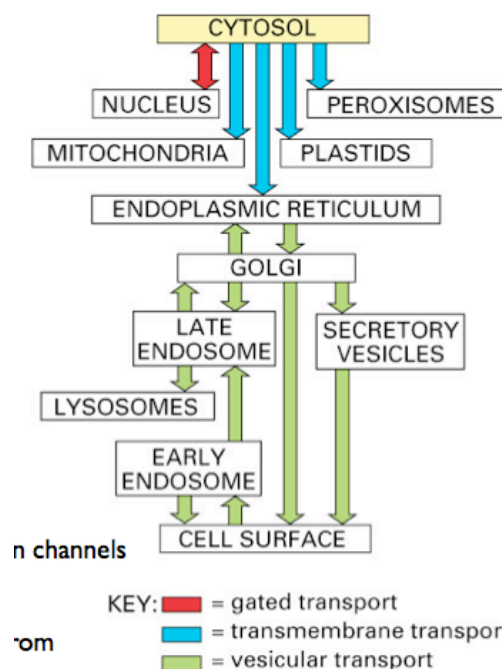 CYTOSOL
NUCLEUS
PEROXISOMES
MITOCHONDRIA
PLASTIDS
ENDOPLASMIC RETICULUM
GOLGI
LATE
ENDOSOME
SECRETORY
VESICLES
LYSOSOMES
EARLY
ENDOSOME
CELL SURFACE
n channels
KEY: = gated transport
= transmembrane transpor
rom
= vesicular transport